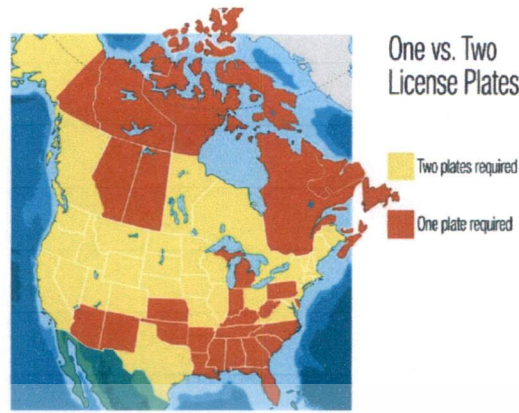 One vs. Two
License Plates
Two plates required
One plate required